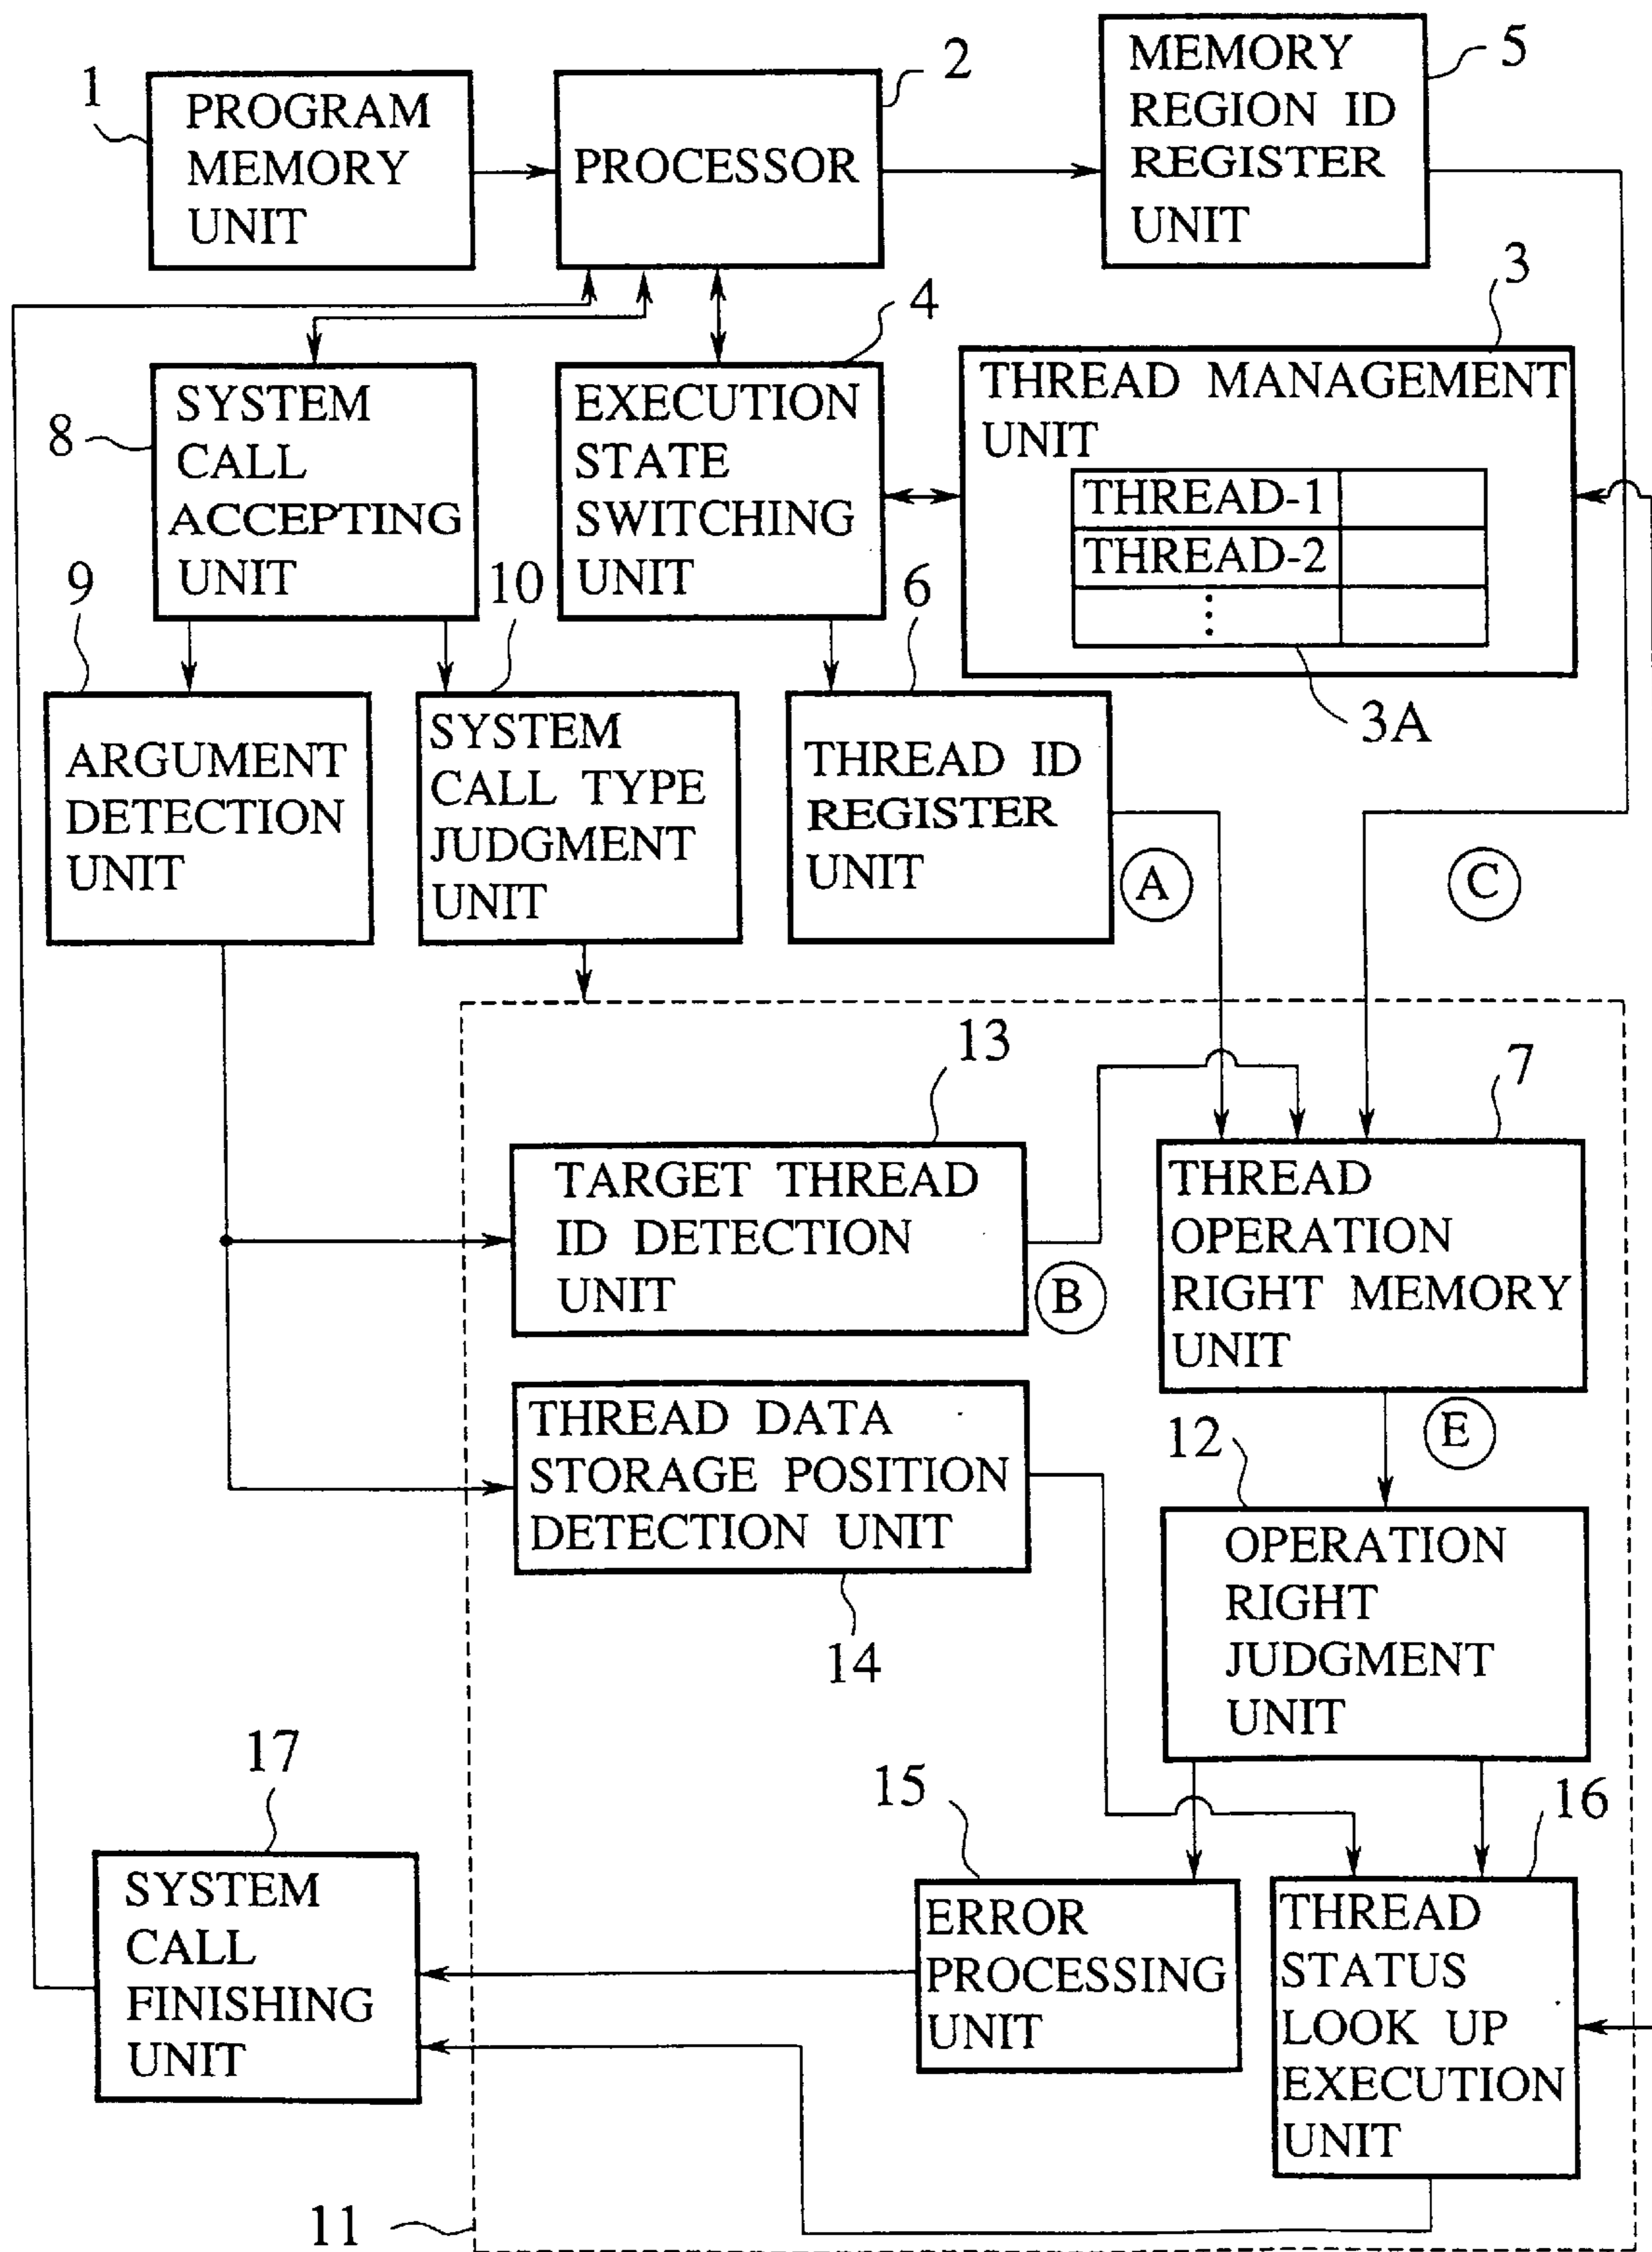 1
PROGRAM
MEMORY
UNIT
2
PROCESSOR
5
MEMORY
REGION ID
REGISTER
UNIT
8
SYSTEM
CALL
ACCEPTING
UNIT
4
EXECUTION
STATE
SWITCHING
UNIT
3
THREAD MANAGEMENT
UNIT
THREAD-1
THREAD-2
⋮
3A
9
ARGUMENT
DETECTION
UNIT
10
SYSTEM
CALL TYPE
JUDGMENT
UNIT
6
THREAD ID
REGISTER
UNIT
A
C
13
TARGET THREAD
ID DETECTION
UNIT
B
7
THREAD
OPERATION
RIGHT MEMORY
UNIT
E
THREAD DATA
STORAGE POSITION
DETECTION UNIT
14
12
OPERATION
RIGHT
JUDGMENT
UNIT
17
SYSTEM
CALL
FINISHING
UNIT
15
ERROR
PROCESSING
UNIT
16
THREAD
STATUS
LOOK UP
EXECUTION
UNIT
11